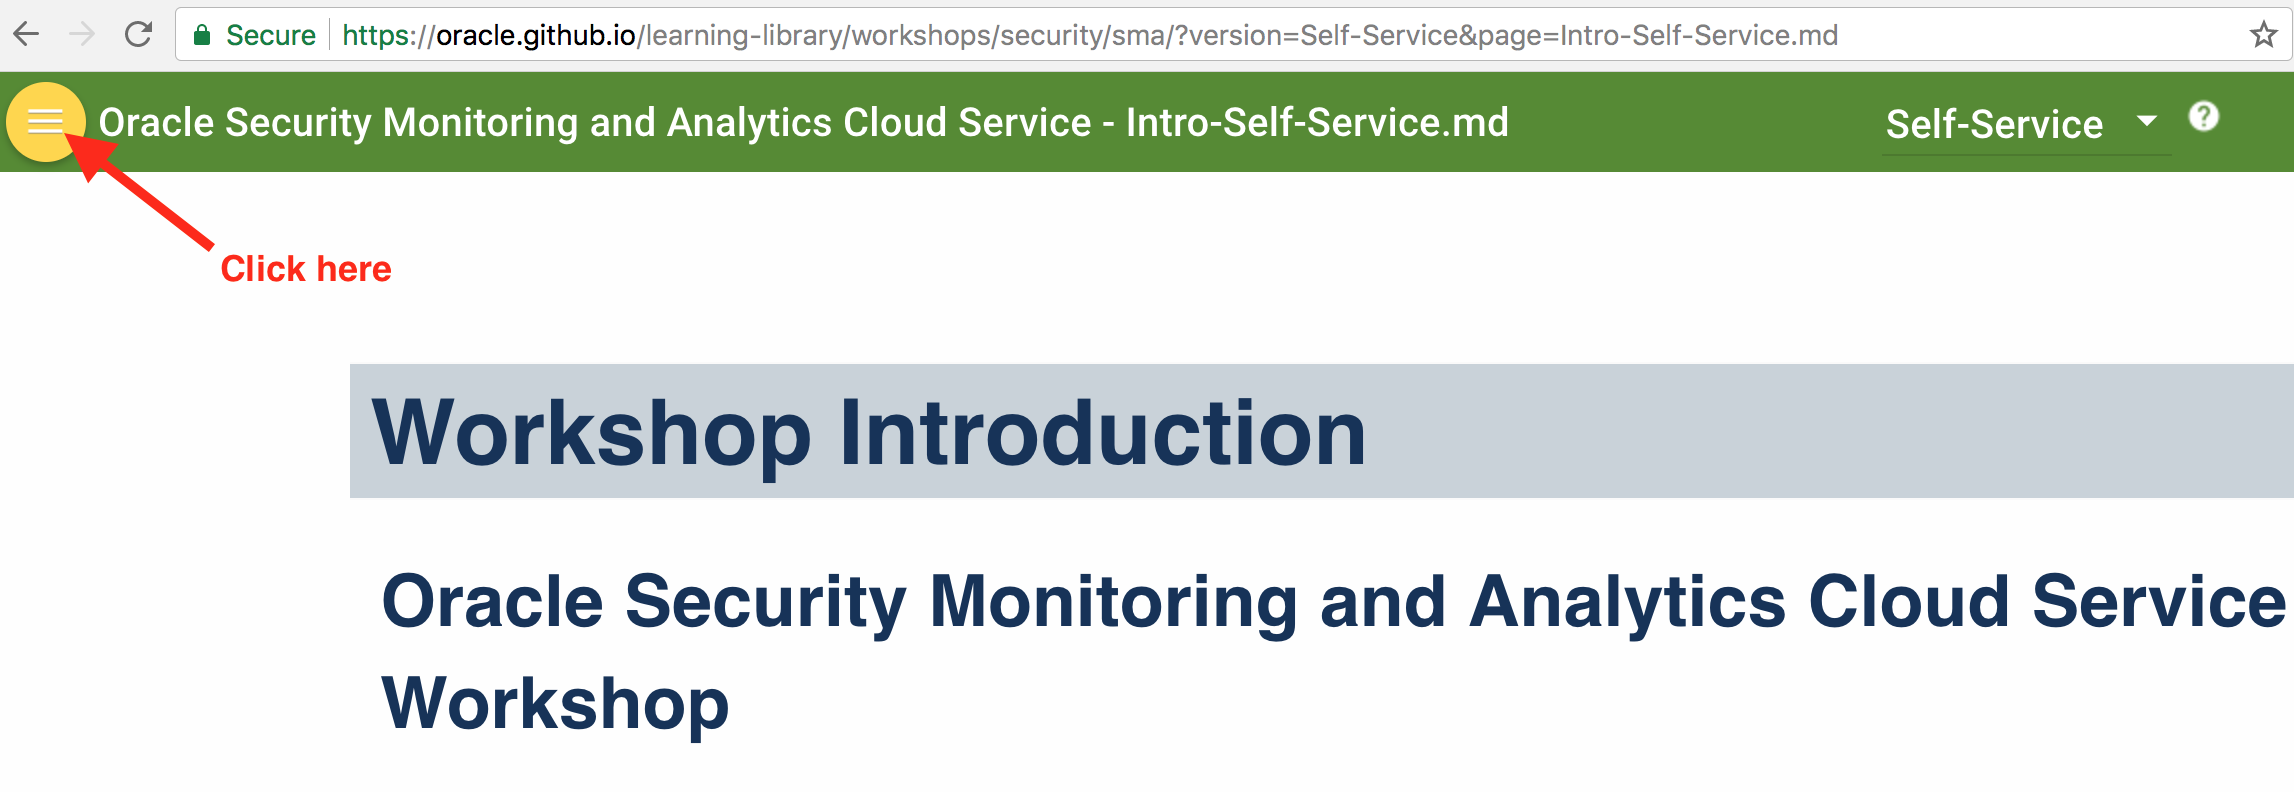 Secure https://oracle.github.io/learning-library/workshops/security/sma/?version=Self-Service&page=Intro-Self-Service.md
Oracle Security Monitoring and Analytics Cloud Service - Intro-Self-Service.md Self-Service ?
Click here
Workshop Introduction
Oracle Security Monitoring and Analytics Cloud Service
Workshop